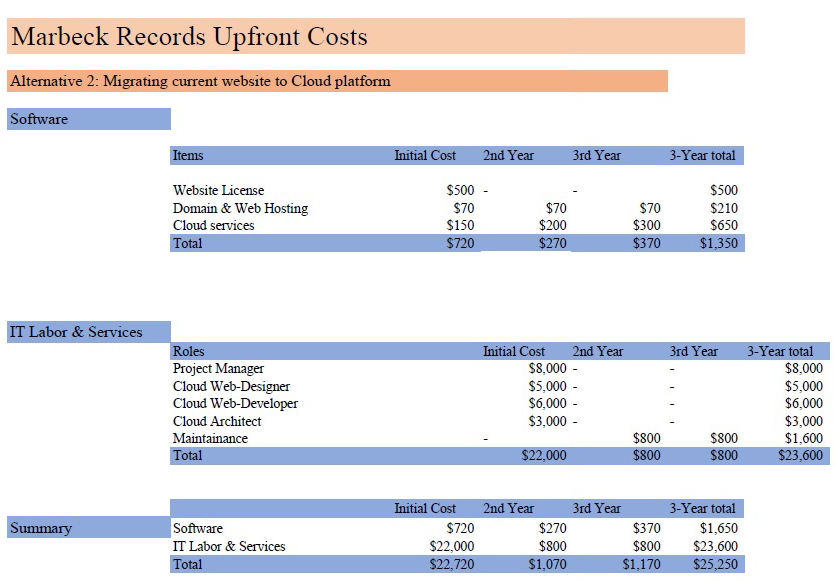 Marbeck Records Upfront Costs
Alternative 2: Migrating current website to Cloud platform
Software
Items Initial Cost 2nd Year 3rd Year 3-Year total
Website License $500 - - $500
Domain & Web Hosting $70 $70 $70 $210
Cloud services $150 $200 $300 $650
Total $720 $270 $370 $1,350
IT Labor & Services
Roles Initial Cost 2nd Year 3rd Year 3-Year total
Project Manager $8,000 - - $8,000
Cloud Web-Designer $5,000 - - $5,000
Cloud Web-Developer $6,000 - - $6,000
Cloud Architect $3,000 - - $3,000
Maintainance - $800 $800 $1,600
Total $22,000 $800 $800 $23,600
Initial Cost 2nd Year 3rd Year 3-Year total
Summary Software $720 $270 $370 $1,650
IT Labor & Services $22,000 $800 $800 $23,600
Total $22,720 $1,070 $1,170 $25,250